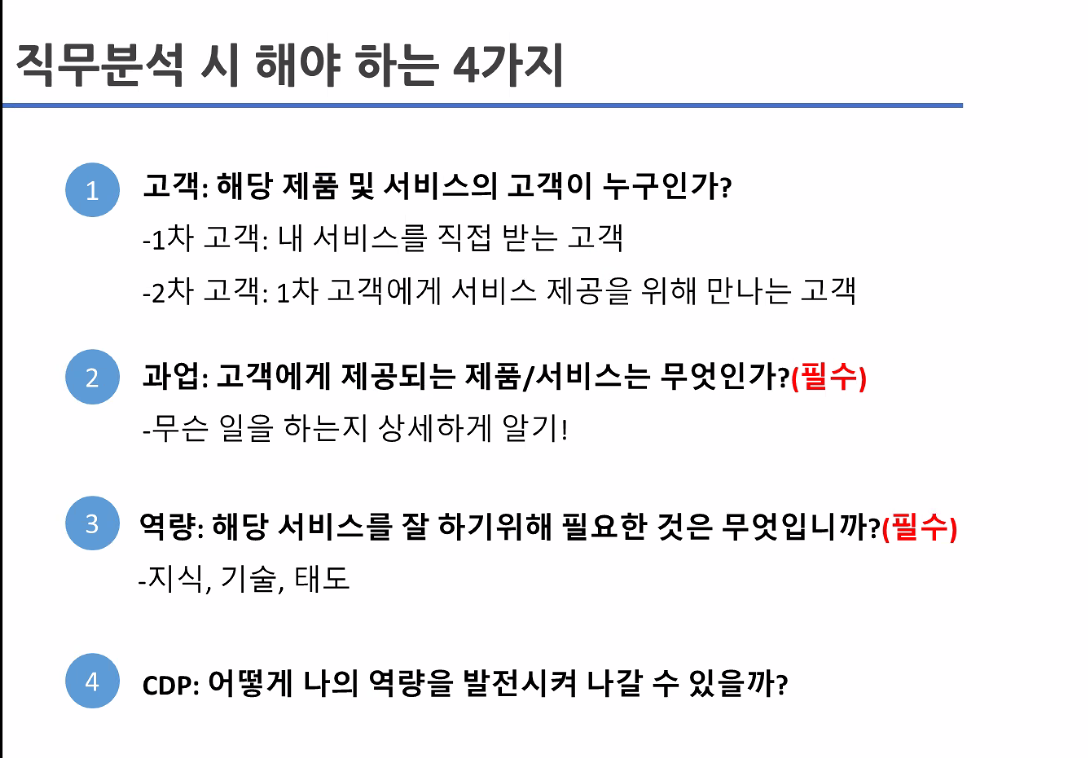 직무분석 시 해야 하는 4가지
1 고객: 해당 제품 및 서비스의 고객이 누구인가?
-1차 고객: 내 서비스를 직접 받는 고객
-2차 고객: 1차 고객에게 서비스 제공을 위해 만나는 고객
2 과업: 고객에게 제공되는 제품/서비스는 무엇인가?(필수)
-무슨 일을 하는지 상세하게 알기!
3 역량: 해당 서비스를 잘 하기위해 필요한 것은 무엇입니까?(필수)
-지식, 기술, 태도
4 CDP: 어떻게 나의 역량을 발전시켜 나갈 수 있을까?